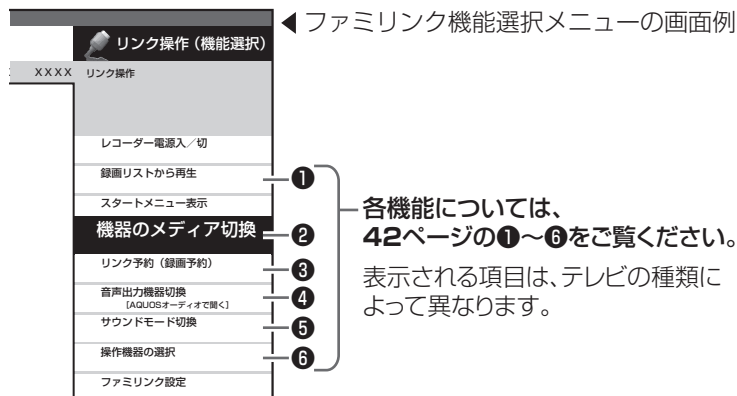 ◀ファミリンク機能選択メニューの画面例
リンク操作（機能選択）
XXXX リンク操作
レコーダー電源入／切
録画リストから再生
❶
スタートメニュー表示
機器のメディア切換
❷
リンク予約（録画予約）
❸
音声出力機器切換
［AQUOSオーディオで聞く］
❹
サウンドモード切換
❺
操作機器の選択
❻
ファミリンク設定
各機能については、
42ページの❶～❻をご覧ください。
表示される項目は、テレビの種類に
よって異なります。